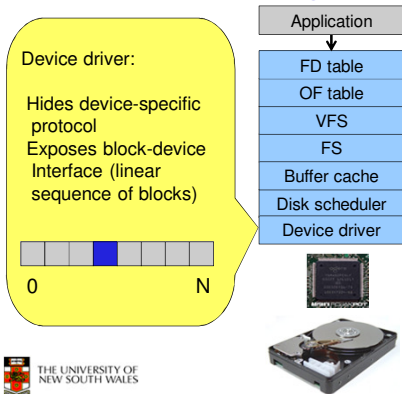 Application
Device driver:
Hides device-specific
protocol
Exposes block-device
Interface (linear
sequence of blocks)
0 N
FD table
OF table
VFS
FS
Buffer cache
Disk scheduler
Device driver
THE UNIVERSITY OF
NEW SOUTH WALES